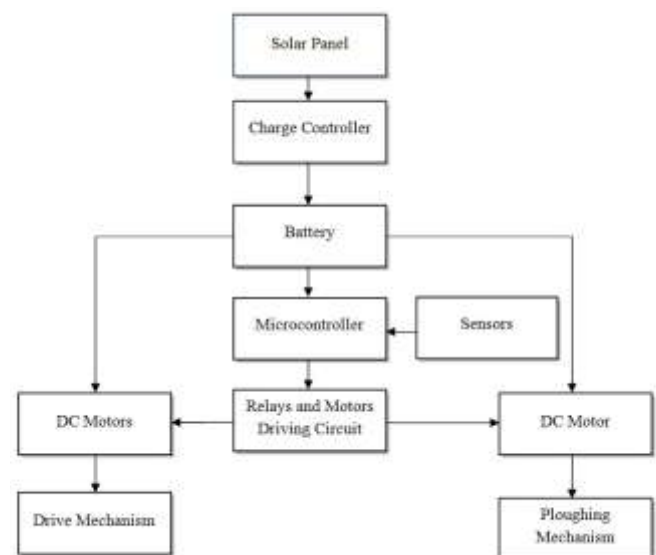 Solar Panel
Charge Controller
Battery
Microcontroller
Sensors
DC Motors
Relays and Motors
Driving Circuit
DC Motor
Drive Mechanism
Ploughing
Mechanism